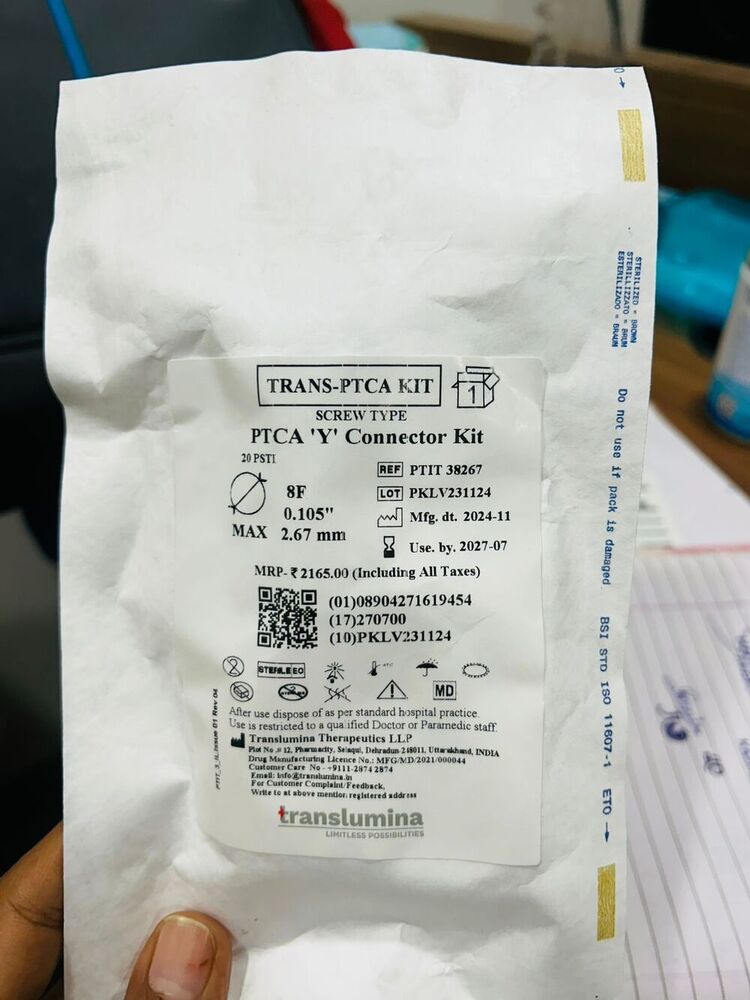 TRANS-PTCA KIT
1
SCREW TYPE
PTCA 'Y' Connector Kit
20 PSTI
8F
0.105"
MAX 2.67 mm
REF PTIT 38267
LOT PKLV231124
Mfg. dt. 2024-11
Use. by. 2027-07
MRP- ₹ 2165.00 (Including All Taxes)
(01)08904271619454
(17)270700
(10)PKLV231124
STERILE EO
MD
After use dispose of as per standard hospital practice.
Use is restricted to a qualified Doctor or Paramedic staff.
Translumina Therapeutics LLP
Plot No .# 12, Pharmacity, Selaqui, Dehradun 248011, Uttarakhand, INDIA
Drug Manufacturing Licence No.: MFG/MD/2021/000044
Customer Care No - +9111-2874 2874
Email: info@translumina.in
For Customer Complaint/Feedback,
Write to at above mention registered address
translumina
LIMITLESS POSSIBILITIES
PTIT_3_IL.Issue 01 Rev 04
STERILIZED = BROWN
STERILIZZATO = BRUM
ESTERILIZADO = BRAUN
Do not use if pack is damaged.
BSI STD ISO 11607-1
ETO →